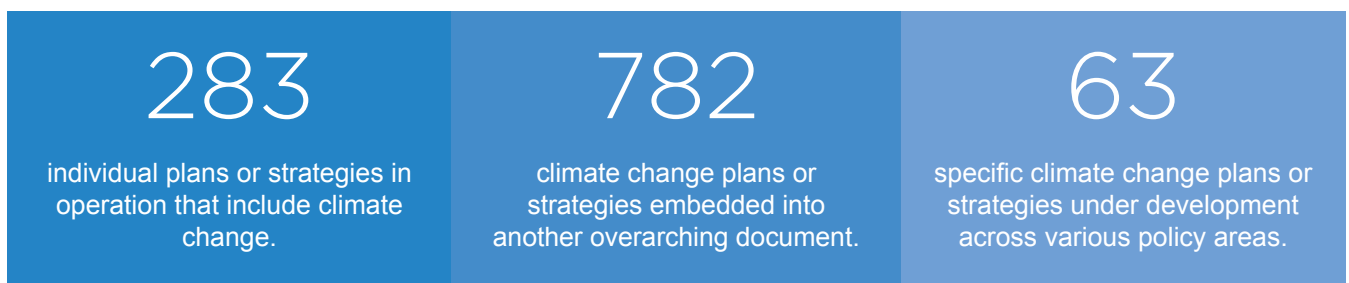 283
individual plans or strategies in
operation that include climate
change.
782
climate change plans or
strategies embedded into
another overarching document.
63
specific climate change plans or
strategies under development
across various policy areas.